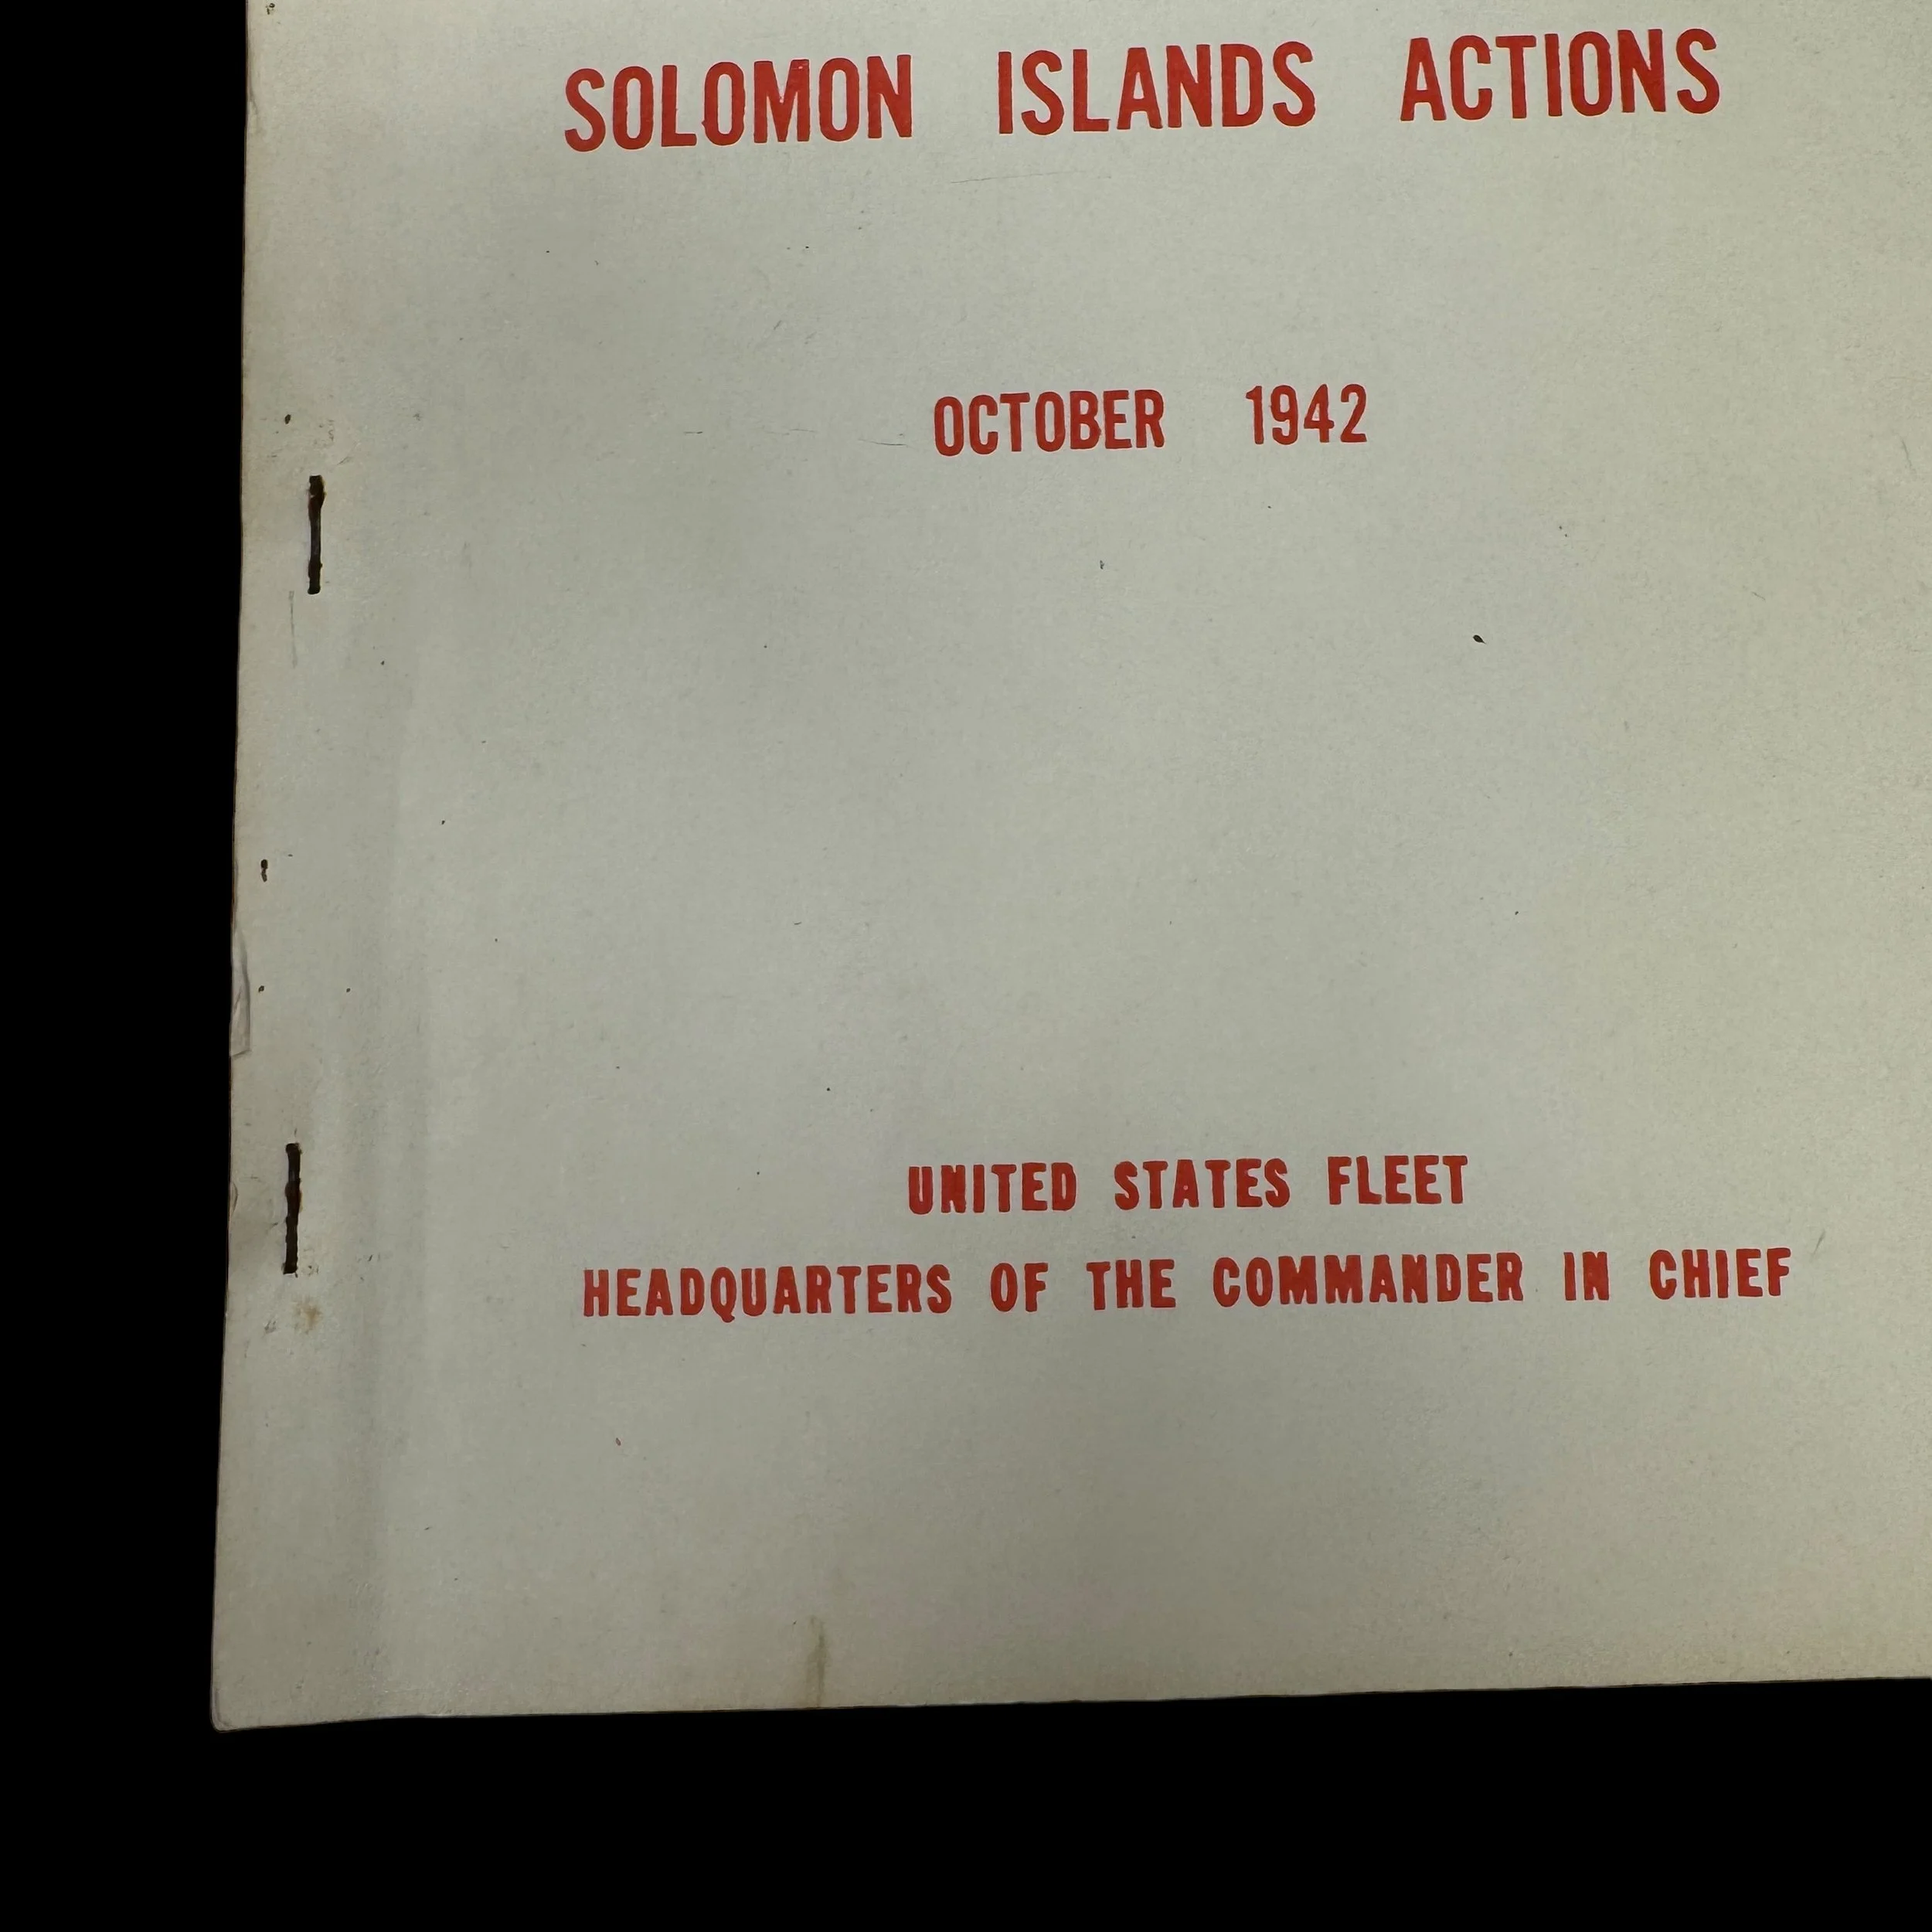 SOLOMON ISLANDS ACTIONS
OCTOBER 1942
UNITED STATES FLEET
HEADQUARTERS OF THE COMMANDER IN CHIEF